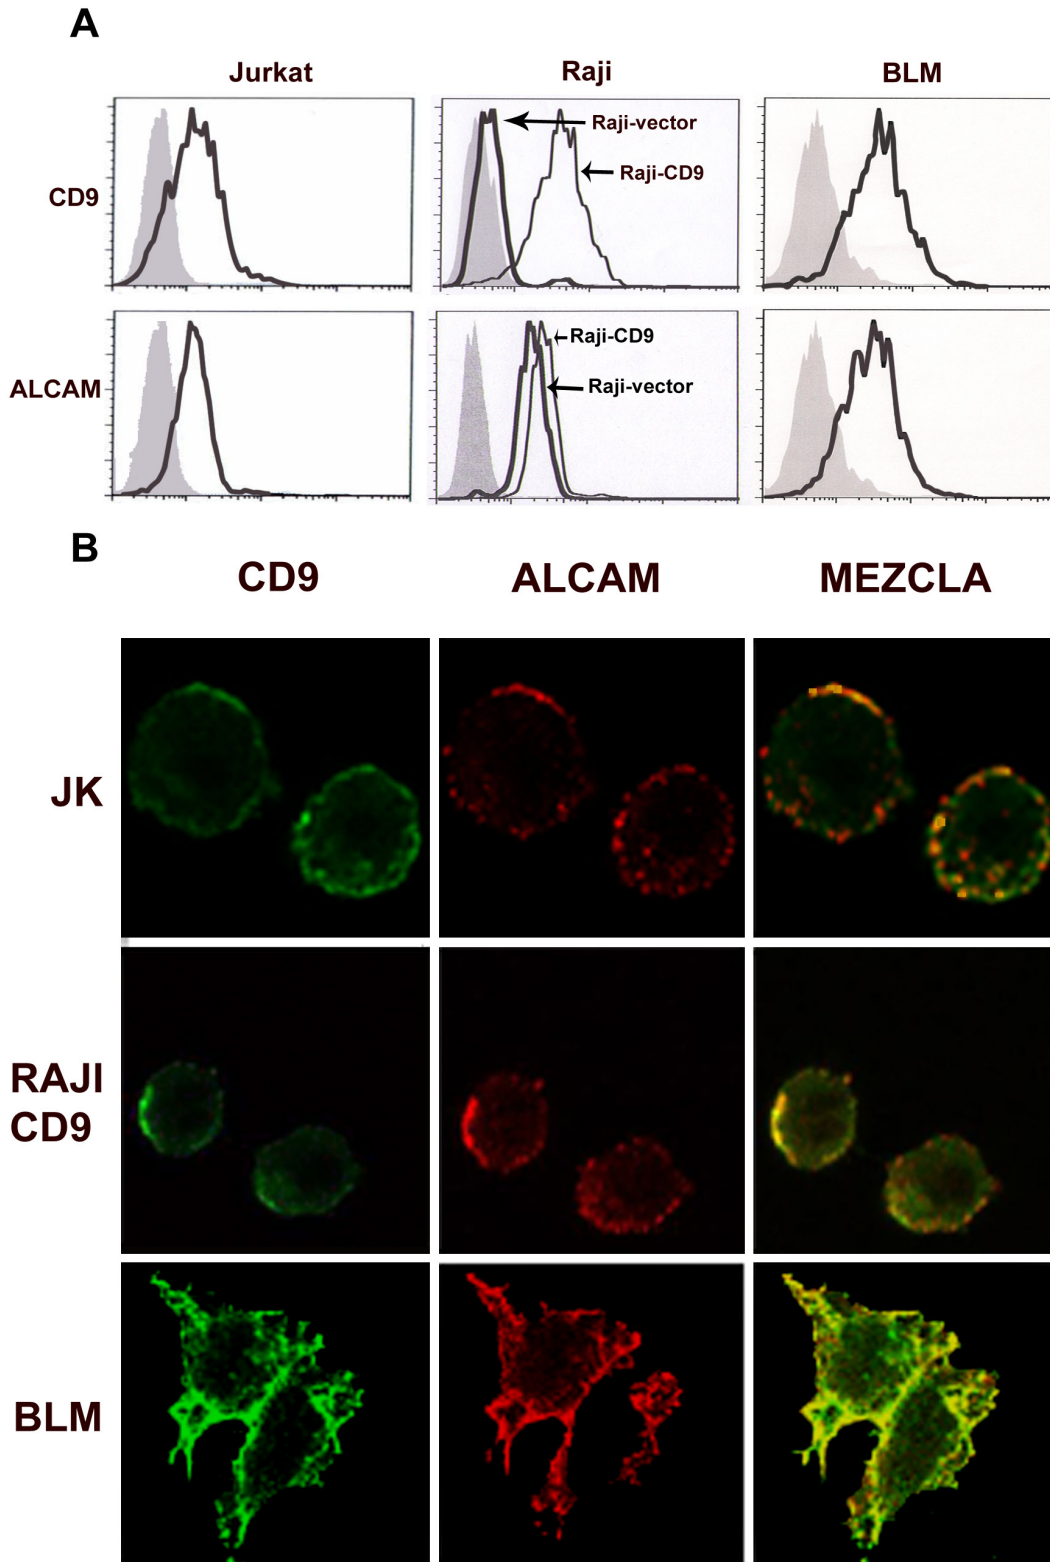 A
Jurkat
Raji
BLM
CD9
Raji-vector
Raji-CD9
ALCAM
Raji-CD9
Raji-vector
B
CD9
ALCAM
MEZCLA
JK
RAJI
CD9
BLM